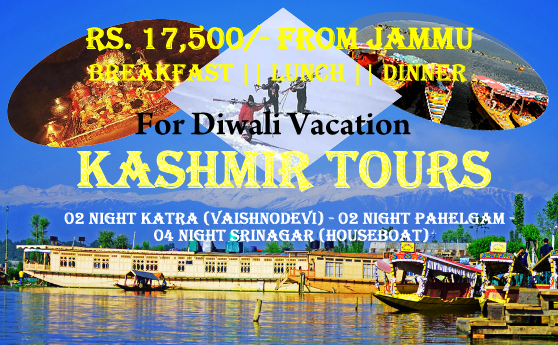 RS. 17,500/- FROM JAMMU
BREAKFAST || LUNCH || DINNER
For Diwali Vacation
KASHMIR TOURS
02 NIGHT KATRA (VAISHNODEVI) - 02 NIGHT PAHELGAM -
04 NIGHT SRINAGAR (HOUSEBOAT)